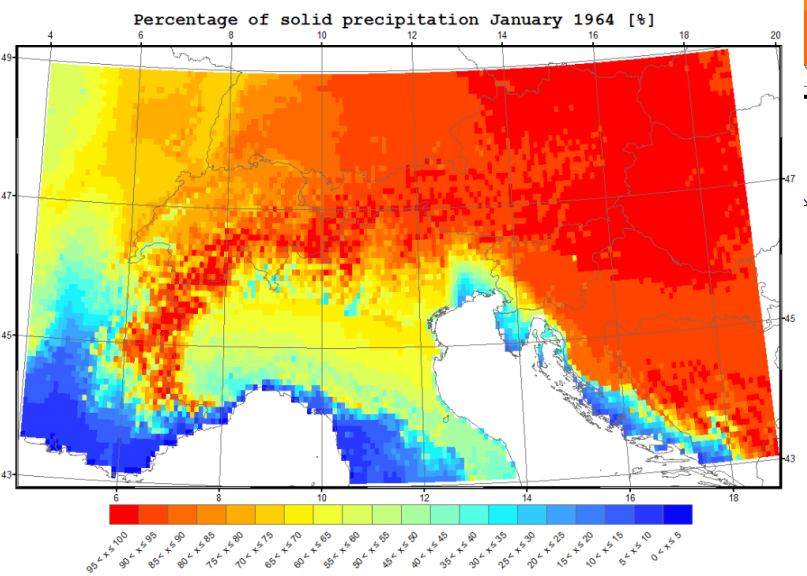 Percentage of solid precipitation January 1964 [%]
4 6 8 10 12 14 16 18 20
49
47 47
45 45
43 43
6 8 10 12 14 16 18
95 < x ≤ 100 90 < x ≤ 95 85 < x ≤ 90 80 < x ≤ 85 75 < x ≤ 80 70 < x ≤ 75 65 < x ≤ 70 60 < x ≤ 65 55 < x ≤ 60 50 < x ≤ 55 45 < x ≤ 50 40 < x ≤ 45 35 < x ≤ 40 30 < x ≤ 35 25 < x ≤ 30 20 < x ≤ 25 15 < x ≤ 20 10 < x ≤ 15 5 < x ≤ 10 0 < x ≤ 5